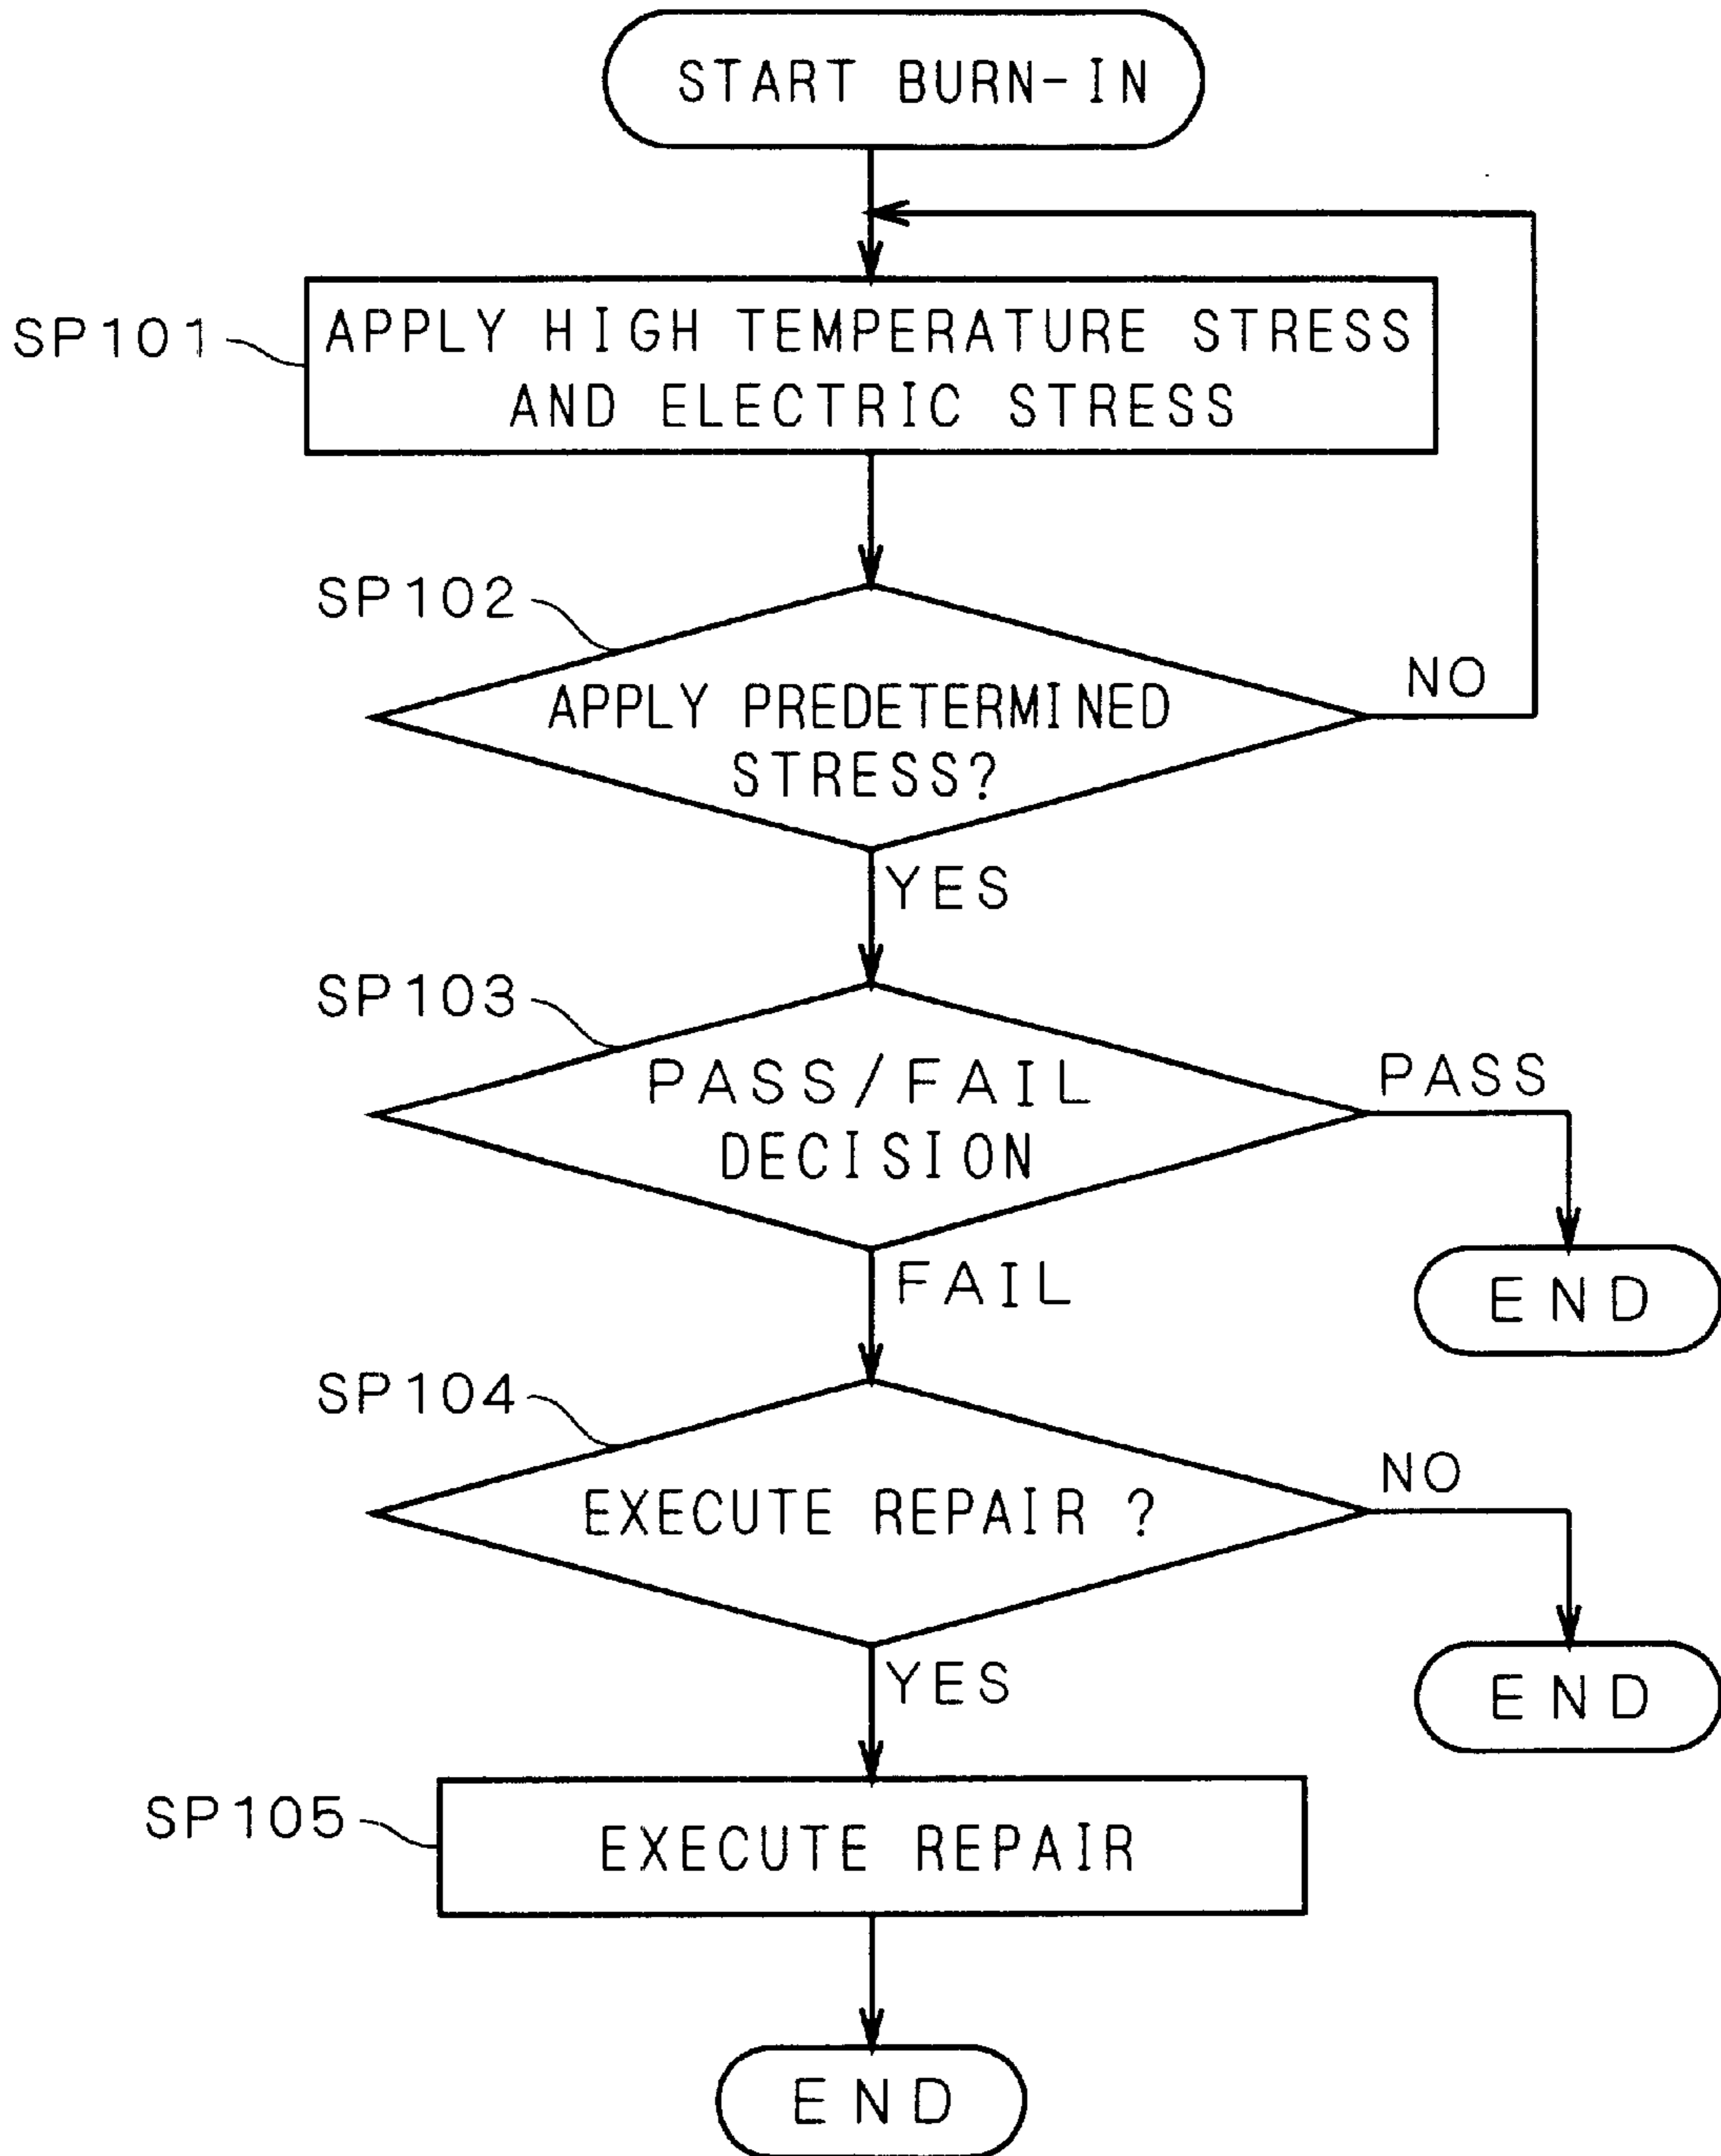 START BURN-IN
SP101
APPLY HIGH TEMPERATURE STRESS
AND ELECTRIC STRESS
SP102
APPLY PREDETERMINED
STRESS?
NO
YES
SP103
PASS/FAIL
DECISION
PASS
END
FAIL
SP104
EXECUTE REPAIR ?
NO
END
YES
SP105
EXECUTE REPAIR
END